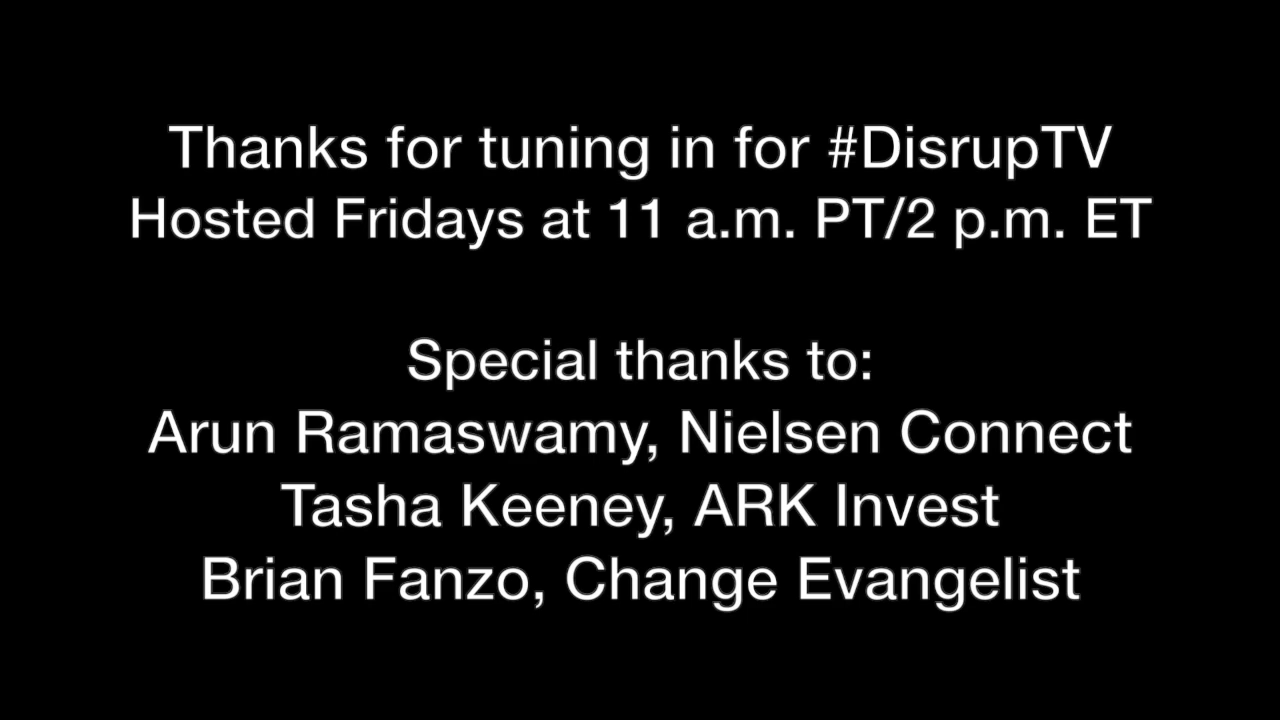 Thanks for tuning in for #DisrupTV
Hosted Fridays at 11 a.m. PT/2 p.m. ET
Special thanks to:
Arun Ramaswamy, Nielsen Connect
Tasha Keeney, ARK Invest
Brian Fanzo, Change Evangelist